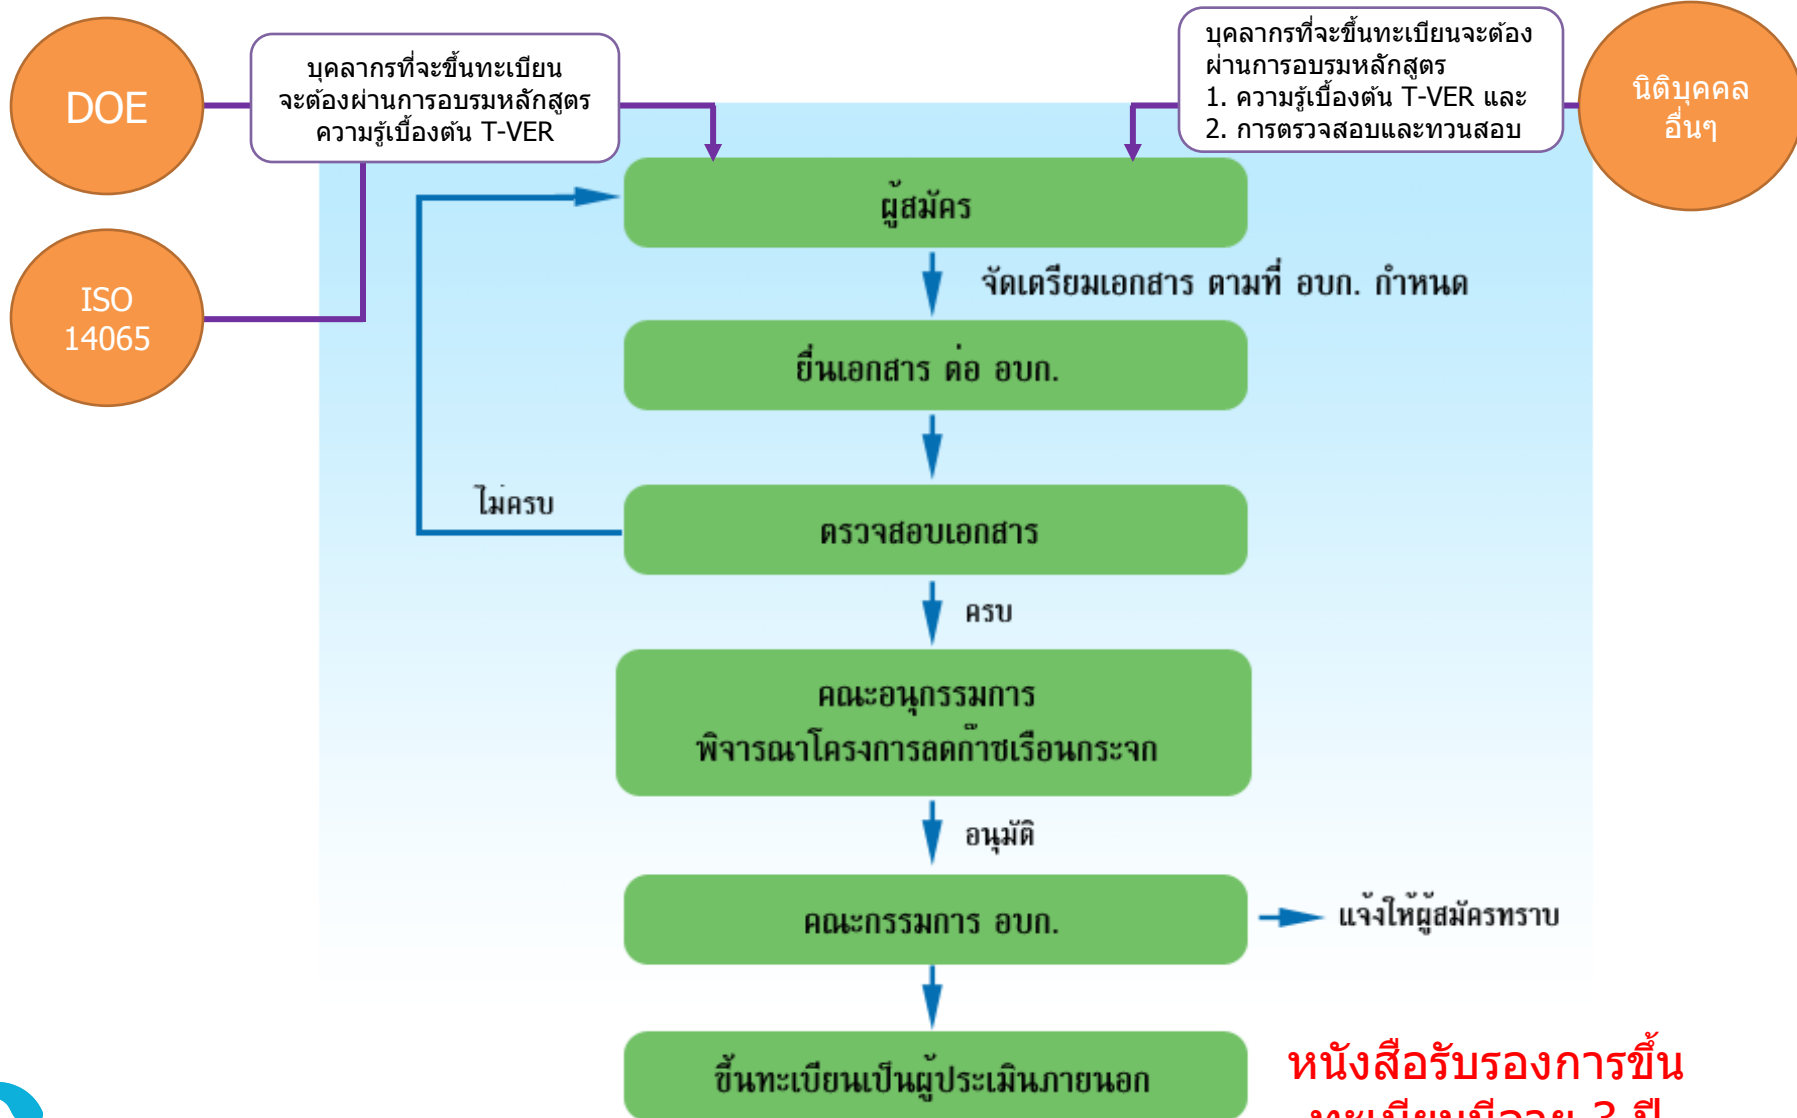 DOE
บุคลากรที่จะขึ้นทะเบียน
จะต้องผ่านการอบรมหลักสูตร
ความรู้เบื้องต้น T-VER
บุคลากรที่จะขึ้นทะเบียนจะต้อง
ผ่านการอบรมหลักสูตร
1. ความรู้เบื้องต้น T-VER และ
2. การตรวจสอบและทวนสอบ
นิติบุคคล
อื่นๆ
ISO
14065
ผู้สมัคร
จัดเตรียมเอกสาร ตามที่ อบก. กำหนด
ยื่นเอกสาร ต่อ อบก.
ไม่ครบ
ตรวจสอบเอกสาร
ครบ
คณะอนุกรรมการ
พิจารณาโครงการลดก๊าซเรือนกระจก
อนุมัติ
คณะกรรมการ อบก.
แจ้งให้ผู้สมัครทราบ
ขึ้นทะเบียนเป็นผู้ประเมินภายนอก
หนังสือรับรองการขึ้น
ทะเบียนมีอายุ 3 ปี